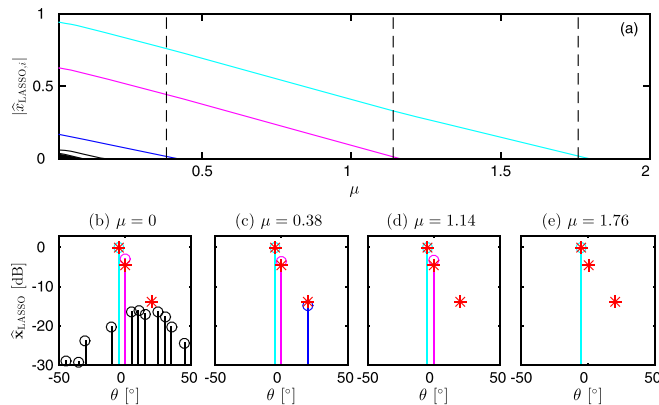 (a)
1
0.5
0
|x̂_LASSO,i|
0.5 1 1.5 2
μ
(b) μ = 0 (c) μ = 0.38 (d) μ = 1.14 (e) μ = 1.76
0
-10
-20
-30
x̂_LASSO [dB]
-50 0 50 -50 0 50 -50 0 50 -50 0 50
θ [°] θ [°] θ [°] θ [°]